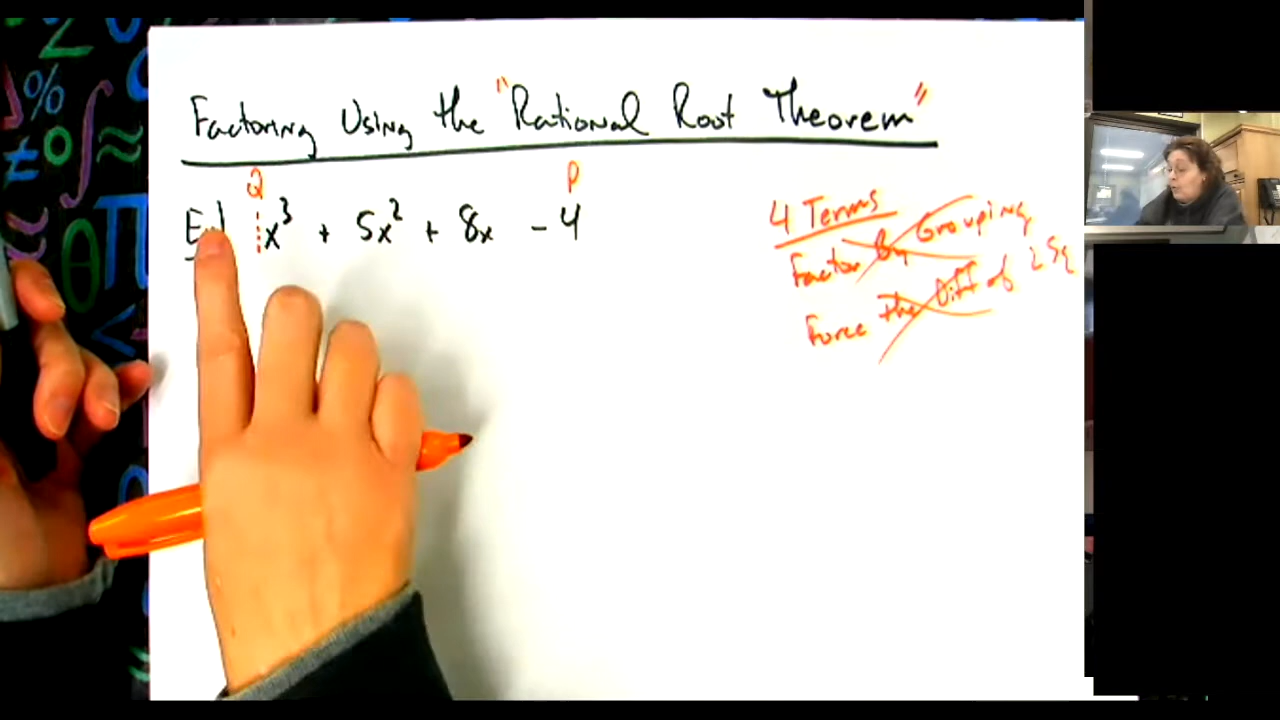 Factoring Using the "Rational Root Theorem"
Q P
Ex1 x³ + 5x² + 8x - 4
4 Terms
Factor By Grouping
Force the Diff of 2 Sq